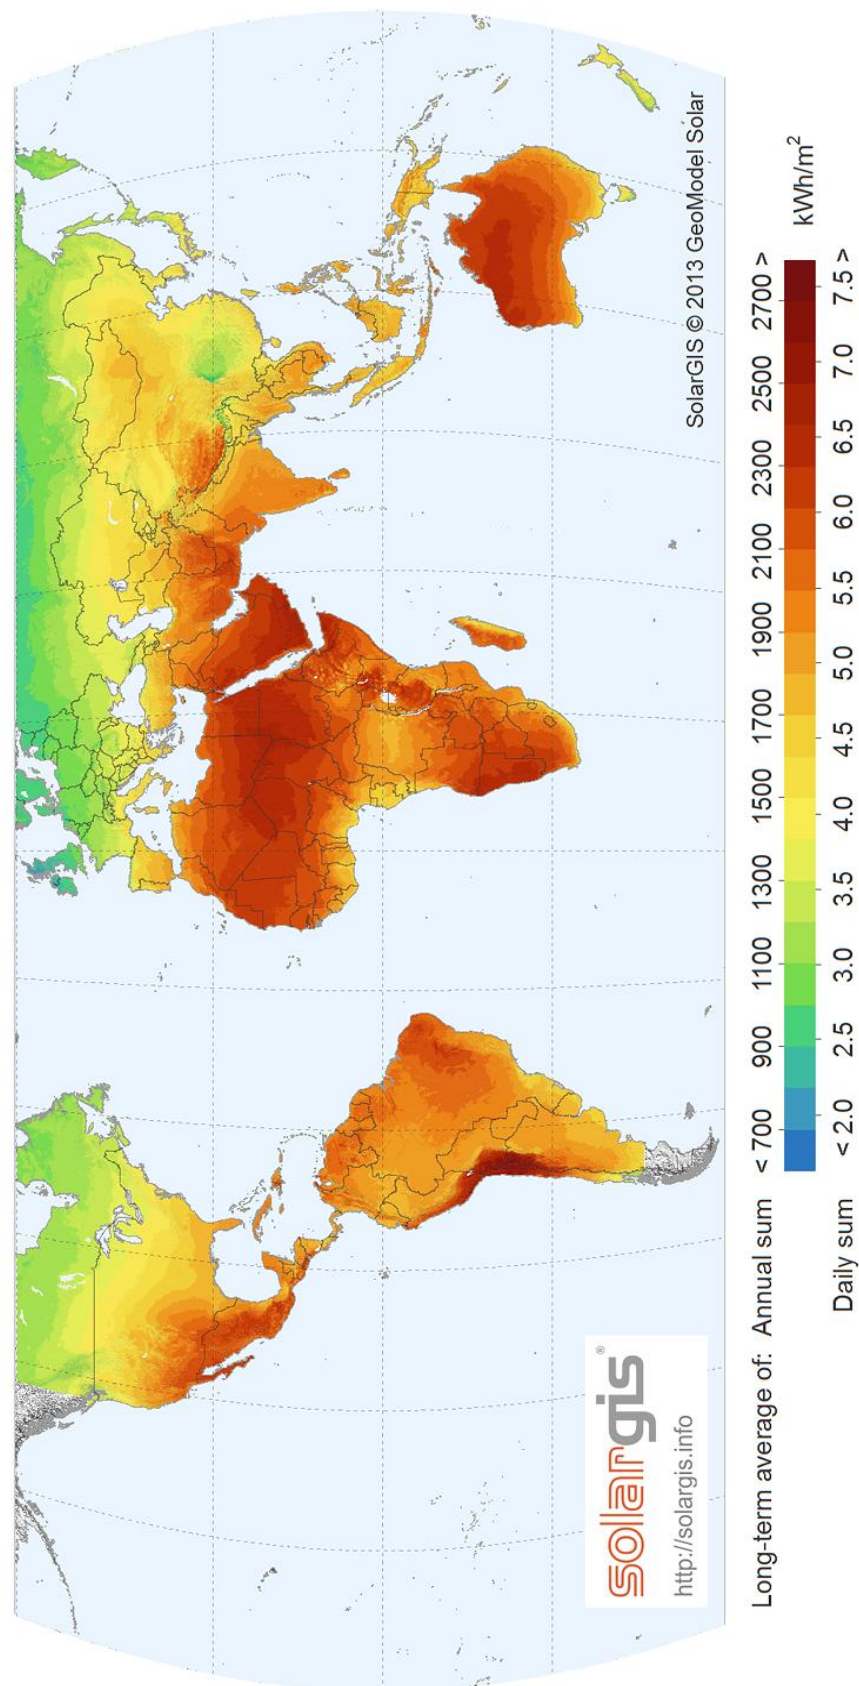 SolarGIS © 2013 GeoModel Solar
solargis®
http://solargis.info
Long-term average of: Annual sum < 700 900 1100 1300 1500 1700 1900 2100 2300 2500 2700 >
kWh/m²
Daily sum < 2.0 2.5 3.0 3.5 4.0 4.5 5.0 5.5 6.0 6.5 7.0 7.5 >